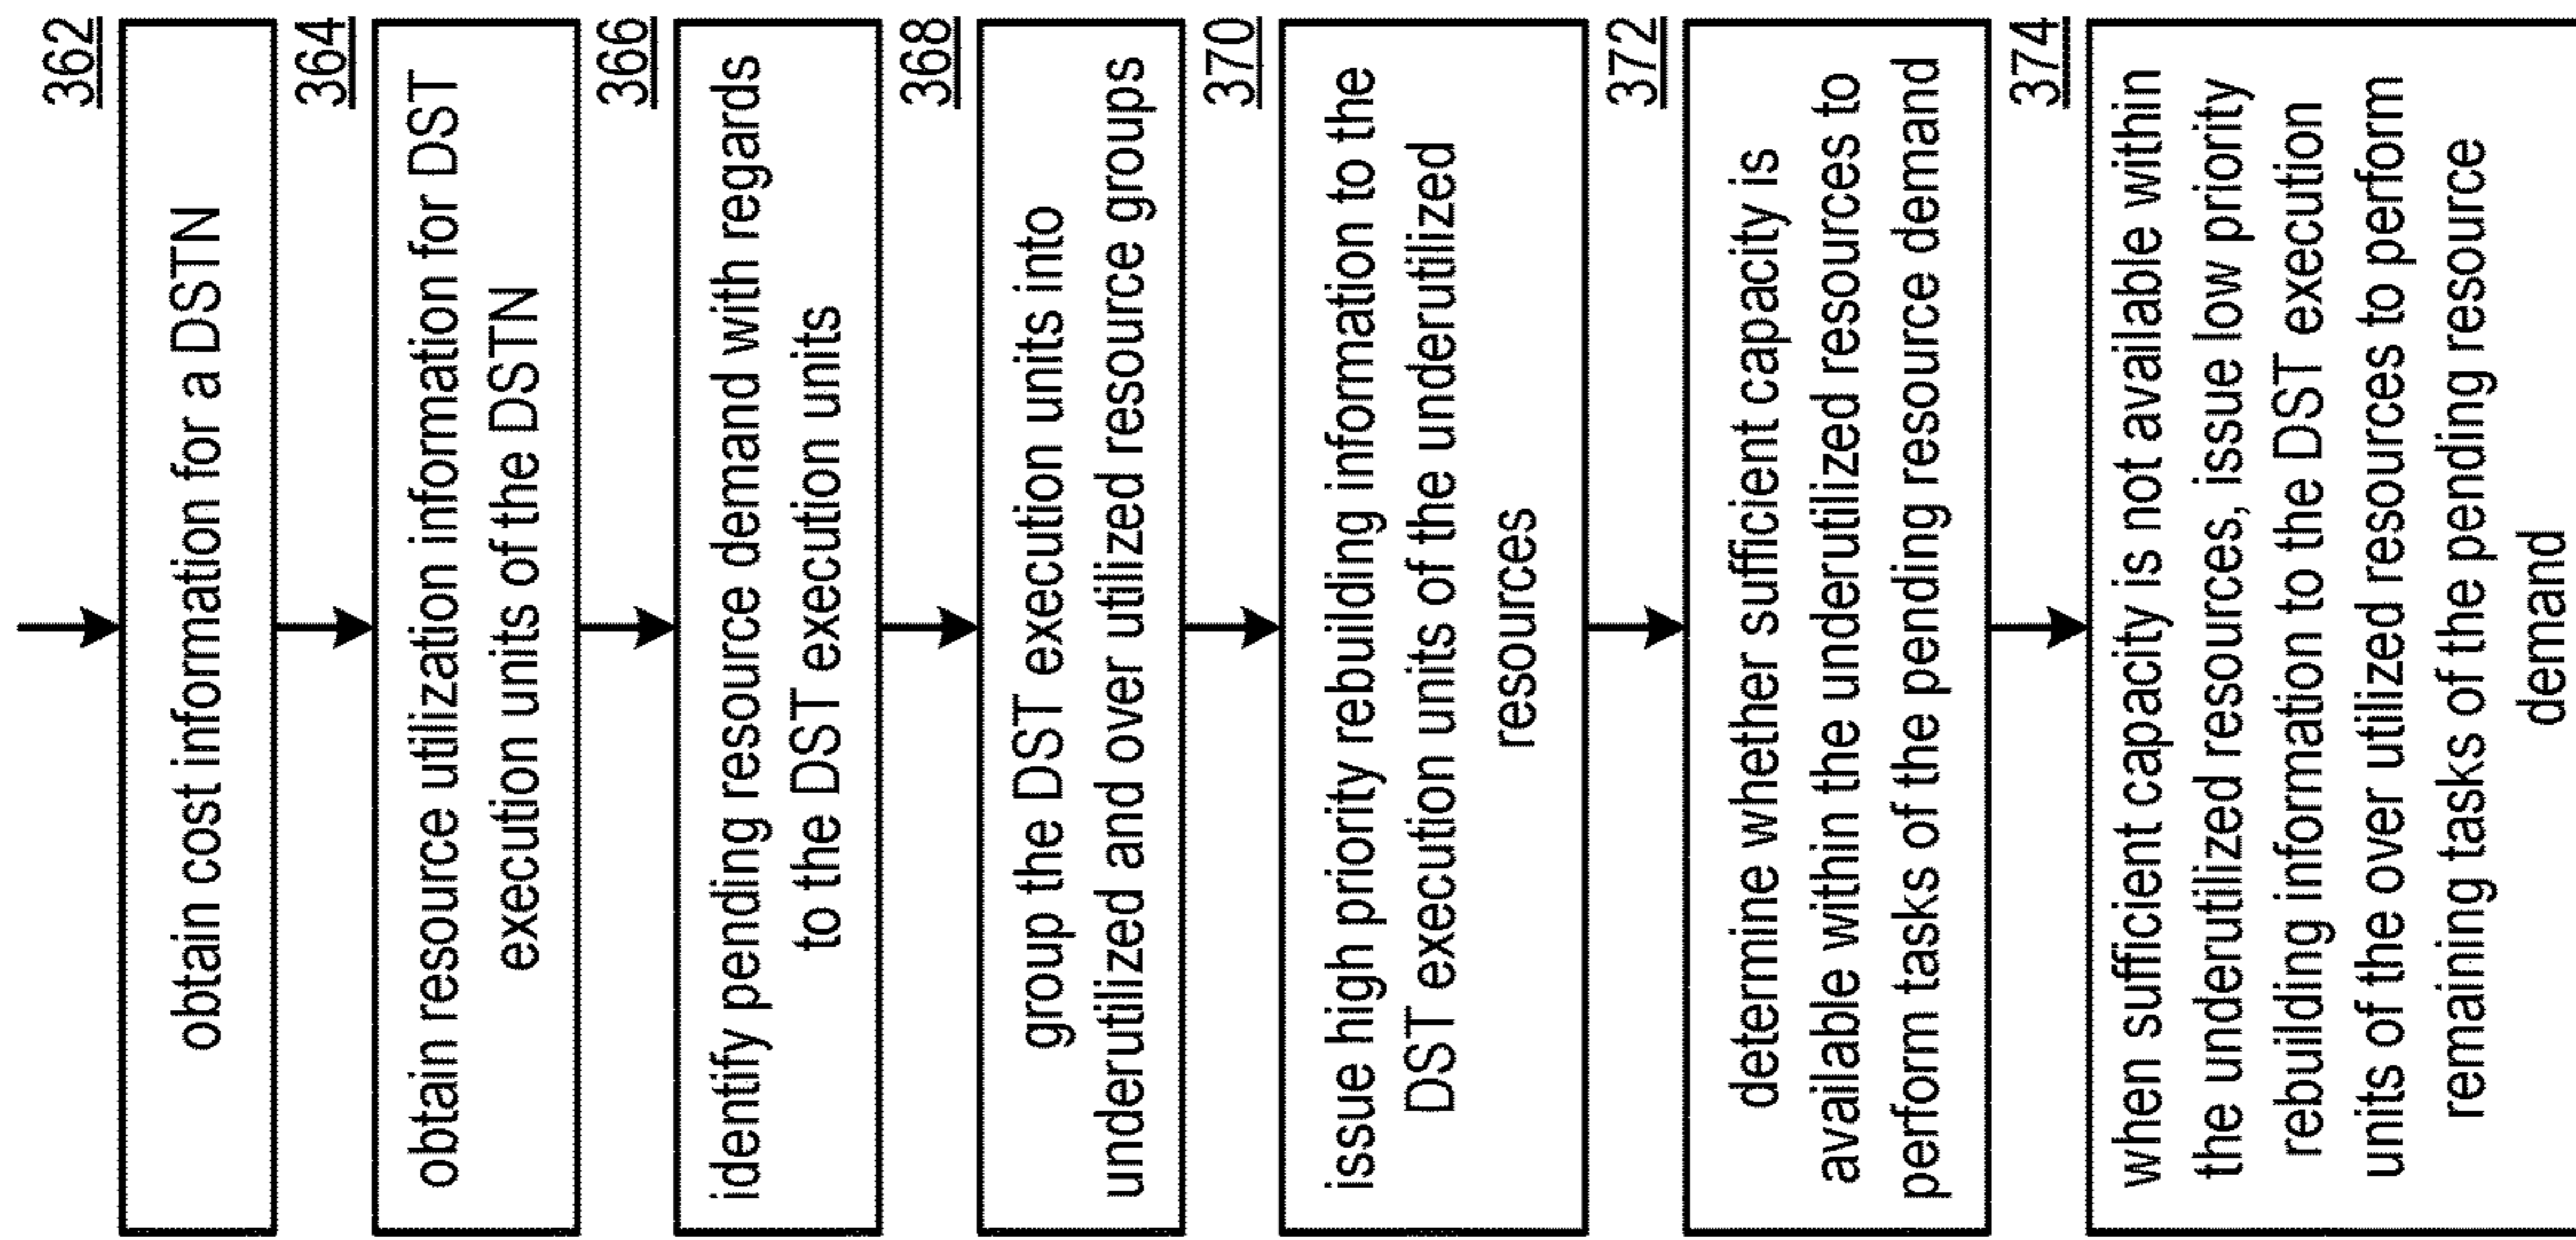 362
obtain cost information for a DSTN
364
obtain resource utilization information for DST
execution units of the DSTN
366
identify pending resource demand with regards
to the DST execution units
368
group the DST execution units into
underutilized and over utilized resource groups
370
issue high priority rebuilding information to the
DST execution units of the underutilized
resources
372
determine whether sufficient capacity is
available within the underutilized resources to
perform tasks of the pending resource demand
374
when sufficient capacity is not available within
the underutilized resources, issue low priority
rebuilding information to the DST execution
units of the over utilized resources to perform
remaining tasks of the pending resource
demand